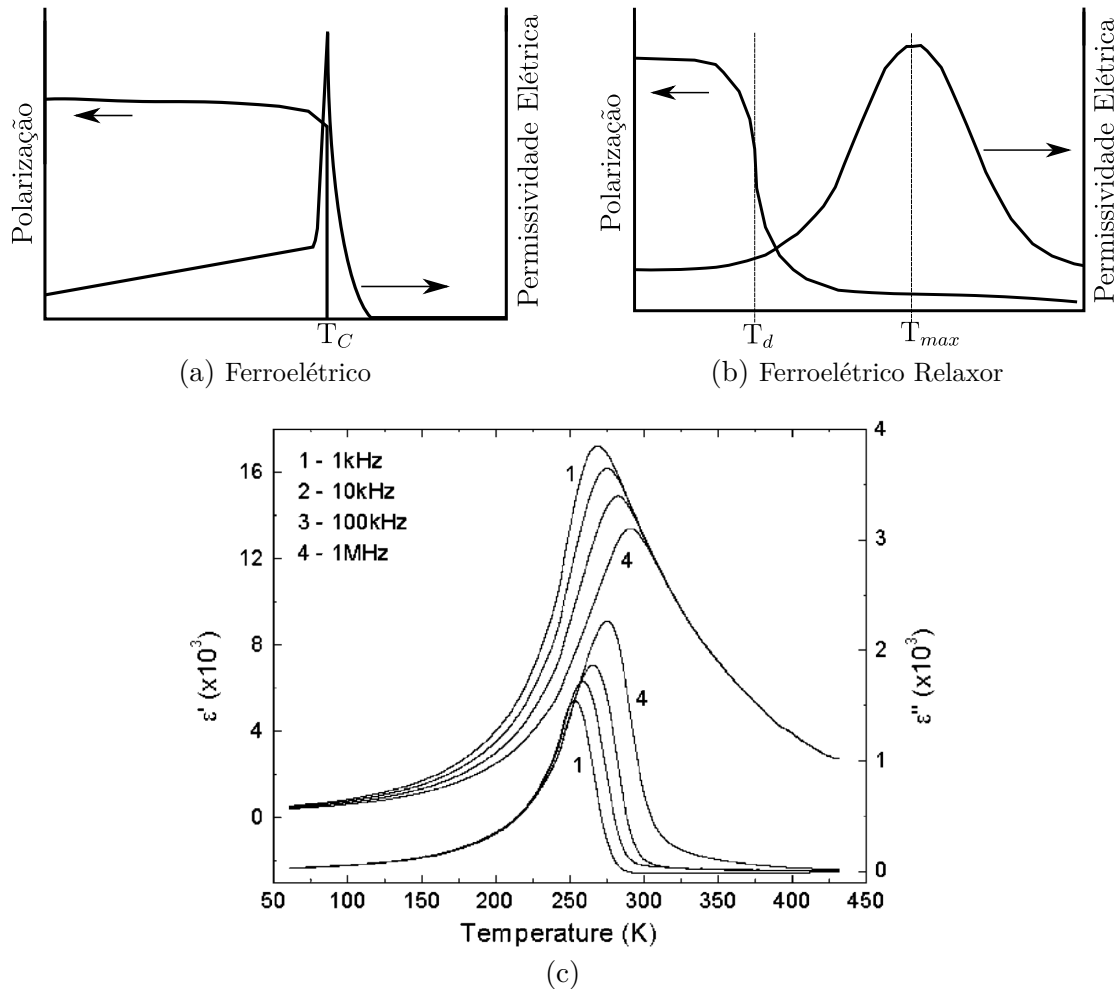 Polarização
Permissividade Elétrica
T_C
(a) Ferroelétrico
Polarização
Permissividade Elétrica
T_d
T_max
(b) Ferroelétrico Relaxor
1 - 1kHz
2 - 10kHz
3 - 100kHz
4 - 1MHz
1
4
4
1
ε' (x10³)
16
12
8
4
0
ε'' (x10³)
4
3
2
1
0
50 100 150 200 250 300 350 400 450
Temperature (K)
(c)